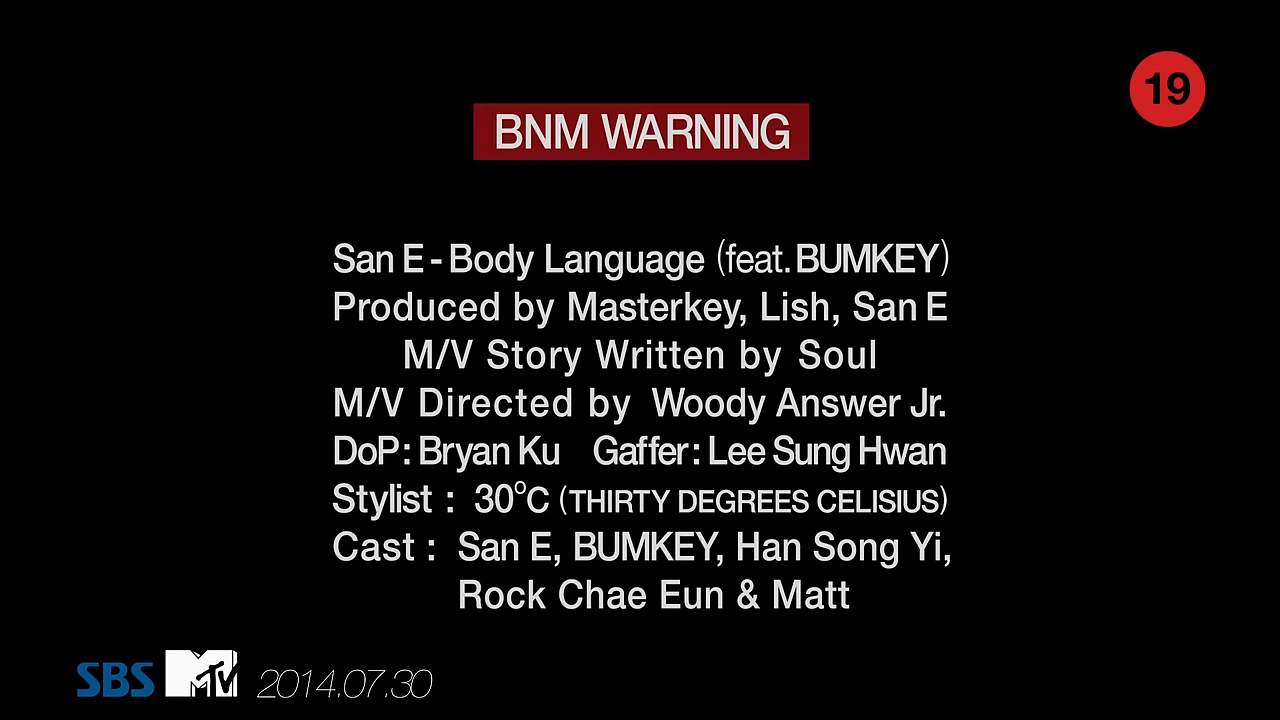 19
BNM WARNING
San E - Body Language (feat. BUMKEY)
Produced by Masterkey, Lish, San E
M/V Story Written by Soul
M/V Directed by Woody Answer Jr.
DoP : Bryan Ku Gaffer : Lee Sung Hwan
Stylist : 30°C (THIRTY DEGREES CELISIUS)
Cast : San E, BUMKEY, Han Song Yi,
Rock Chae Eun & Matt
SBS MTV 2014.07.30